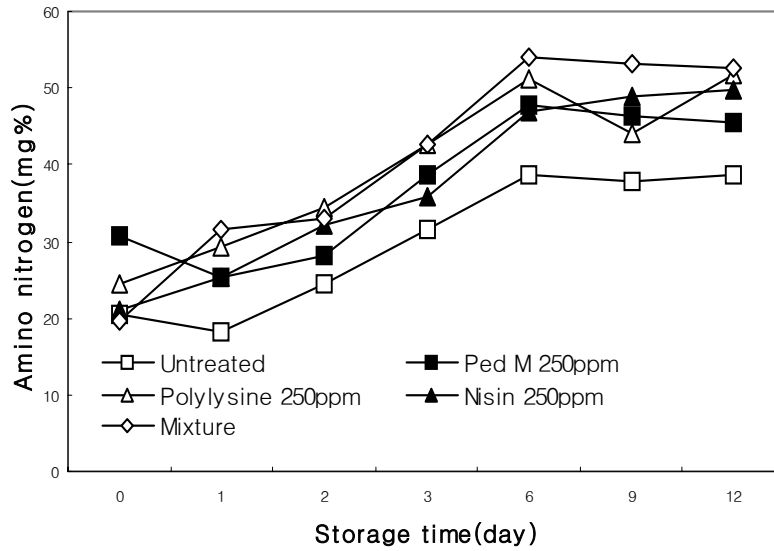 60
50
40
30
20
10
0
Amino nitrogen(mg%)
Untreated
Ped M 250ppm
Polylysine 250ppm
Nisin 250ppm
Mixture
0 1 2 3 6 9 12
Storage time(day)